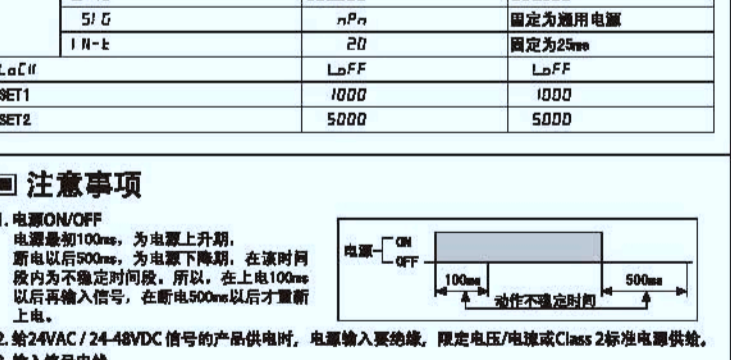 SIG nPn 固定为通用电源
IN-t 20 固定为25ms
LoCK LoFF LoFF
SET1 1000 1000
SET2 5000 5000
注意事项
1. 电源ON/OFF
电源最初100ms，为电源上升期，
断电以后500ms，为电源下降期，在该时间
段内为不稳定时间段。所以，在上电100ms
以后再输入信号，在断电500ms以后才重新
上电。
电源 ON
OFF
100ms 500ms
动作不稳定时间
2. 给24VAC / 24-48VDC 信号的产品供电时，电源输入要绝缘，限定电压/电流或Class 2标准电源供给。